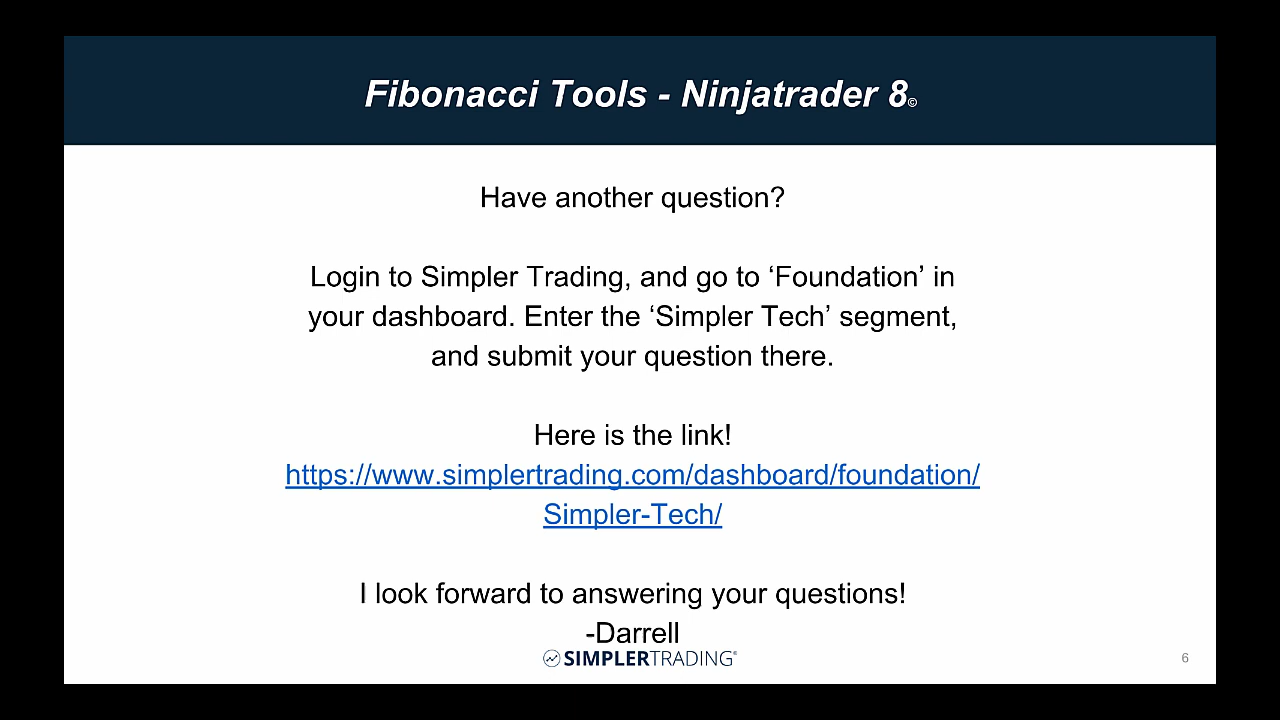 Fibonacci Tools - Ninjatrader 8©
Have another question?
Login to Simpler Trading, and go to ‘Foundation’ in
your dashboard. Enter the ‘Simpler Tech’ segment,
and submit your question there.
Here is the link!
https://www.simplertrading.com/dashboard/foundation/
Simpler-Tech/
I look forward to answering your questions!
-Darrell
SIMPLERTRADING®
6